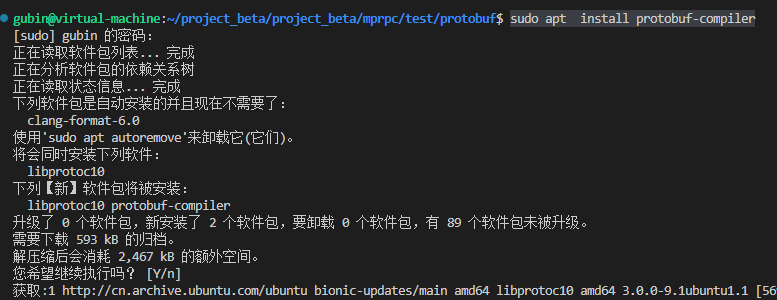 gubin@virtual-machine:~/project_beta/project_beta/mprpc/test/protobuf$ sudo apt  install protobuf-compiler
[sudo] gubin 的密码：
正在读取软件包列表... 完成
正在分析软件包的依赖关系树
正在读取状态信息... 完成
下列软件包是自动安装的并且现在不需要了：
  clang-format-6.0
使用'sudo apt autoremove'来卸载它(它们)。
将会同时安装下列软件：
  libprotoc10
下列【新】软件包将被安装：
  libprotoc10 protobuf-compiler
升级了 0 个软件包，新安装了 2 个软件包，要卸载 0 个软件包，有 89 个软件包未被升级。
需要下载 593 kB 的归档。
解压缩后会消耗 2,467 kB 的额外空间。
您希望继续执行吗？ [Y/n]
获取:1 http://cn.archive.ubuntu.com/ubuntu bionic-updates/main amd64 libprotoc10 amd64 3.0.0-9.1ubuntu1.1 [56